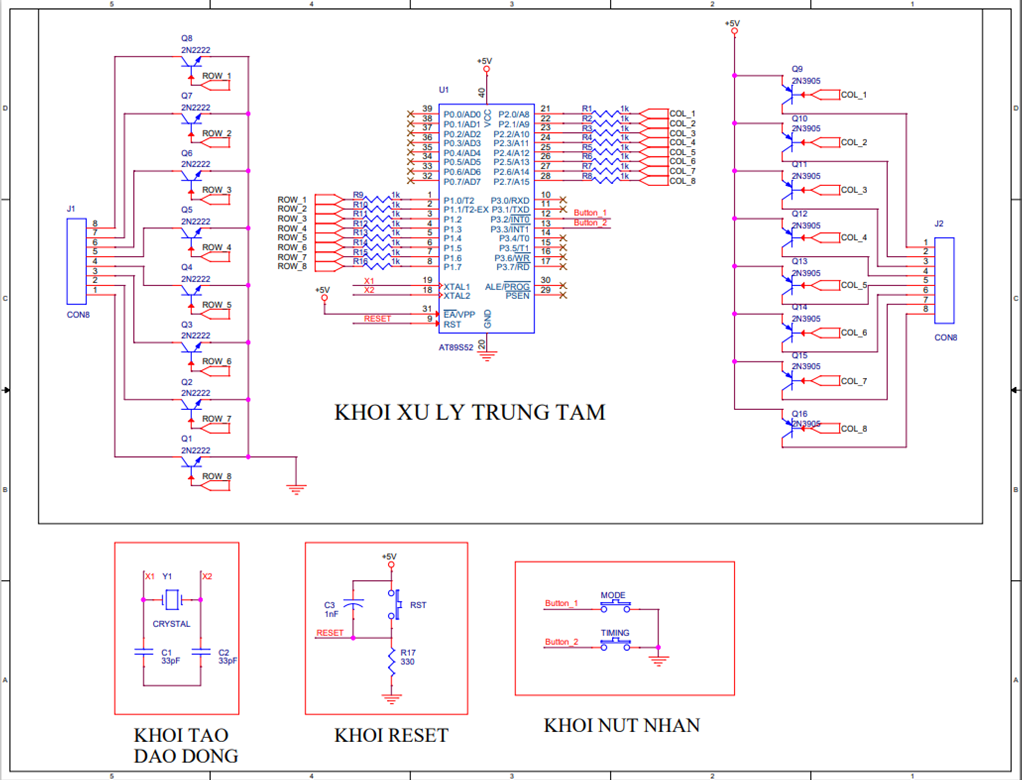 5 4 3 2 1
D
C
B
A
D
C
B
A
Q8
2N2222
ROW_1
Q7
2N2222
ROW_2
Q6
2N2222
ROW_3
Q5
2N2222
ROW_4
Q4
2N2222
ROW_5
Q3
2N2222
ROW_6
Q2
2N2222
ROW_7
Q1
2N2222
ROW_8
J1
8
7
6
5
4
3
2
1
CON8
+5V
U1
40
VCC
39 P0.0/AD0
38 P0.1/AD1
37 P0.2/AD2
36 P0.3/AD3
35 P0.4/AD4
34 P0.5/AD5
33 P0.6/AD6
32 P0.7/AD7
ROW_1 R9 1k 1 P1.0/T2
ROW_2 R10 1k 2 P1.1/T2-EX
ROW_3 R11 1k 3 P1.2
ROW_4 R12 1k 4 P1.3
ROW_5 R13 1k 5 P1.4
ROW_6 R14 1k 6 P1.5
ROW_7 R15 1k 7 P1.6
ROW_8 R16 1k 8 P1.7
X1 19 XTAL1
X2 18 XTAL2
+5V
31 EA/VPP
RESET 9 RST
P2.0/A8 21 R1 1k COL_1
P2.1/A9 22 R2 1k COL_2
P2.2/A10 23 R3 1k COL_3
P2.3/A11 24 R4 1k COL_4
P2.4/A12 25 R5 1k COL_5
P2.5/A13 26 R6 1k COL_6
P2.6/A14 27 R7 1k COL_7
P2.7/A15 28 R8 1k COL_8
P3.0/RXD 10
P3.1/TXD 11
P3.2/INT0 12 Button_1
P3.3/INT1 13 Button_2
P3.4/T0 14
P3.5/T1 15
P3.6/WR 16
P3.7/RD 17
ALE/PROG 30
PSEN 29
GND
20
AT89S52
KHOI XU LY TRUNG TAM
+5V
Q9
2N3905
COL_1
Q10
2N3905
COL_2
Q11
2N3905
COL_3
Q12
2N3905
COL_4
Q13
2N3905
COL_5
Q14
2N3905
COL_6
Q15
2N3905
COL_7
Q16
2N3905
COL_8
J2
1
2
3
4
5
6
7
8
CON8
X1 Y1 X2
CRYSTAL
C1
33pF
C2
33pF
KHOI TAO
DAO DONG
+5V
C3
1nF
RST
RESET
R17
330
KHOI RESET
Button_1 MODE
Button_2 TIMING
KHOI NUT NHAN
5 4 3 2 1